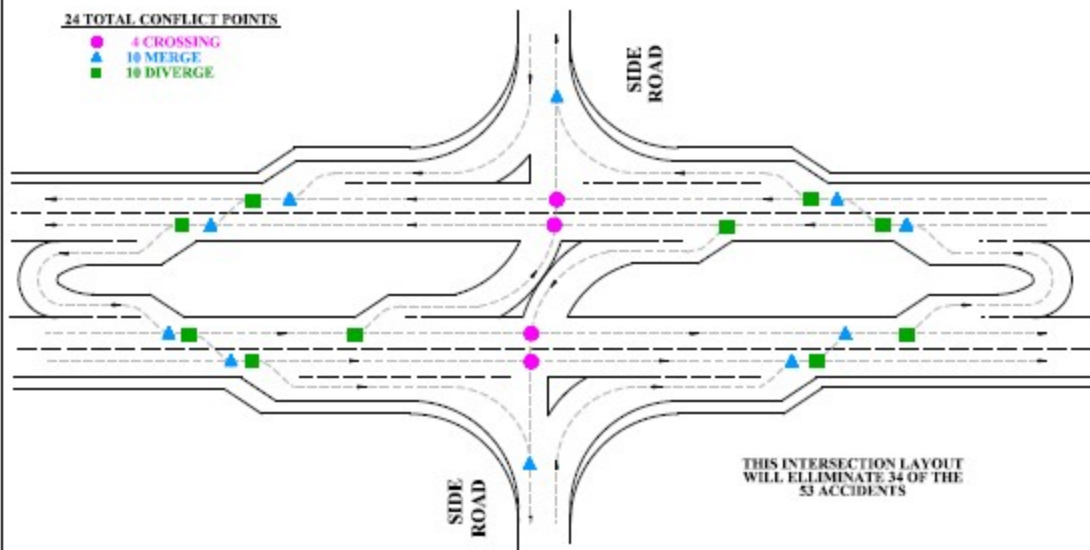 24 TOTAL CONFLICT POINTS
4 CROSSING
10 MERGE
10 DIVERGE
SIDE
ROAD
SIDE
ROAD
THIS INTERSECTION LAYOUT
WILL ELLIMINATE 34 OF THE
53 ACCIDENTS